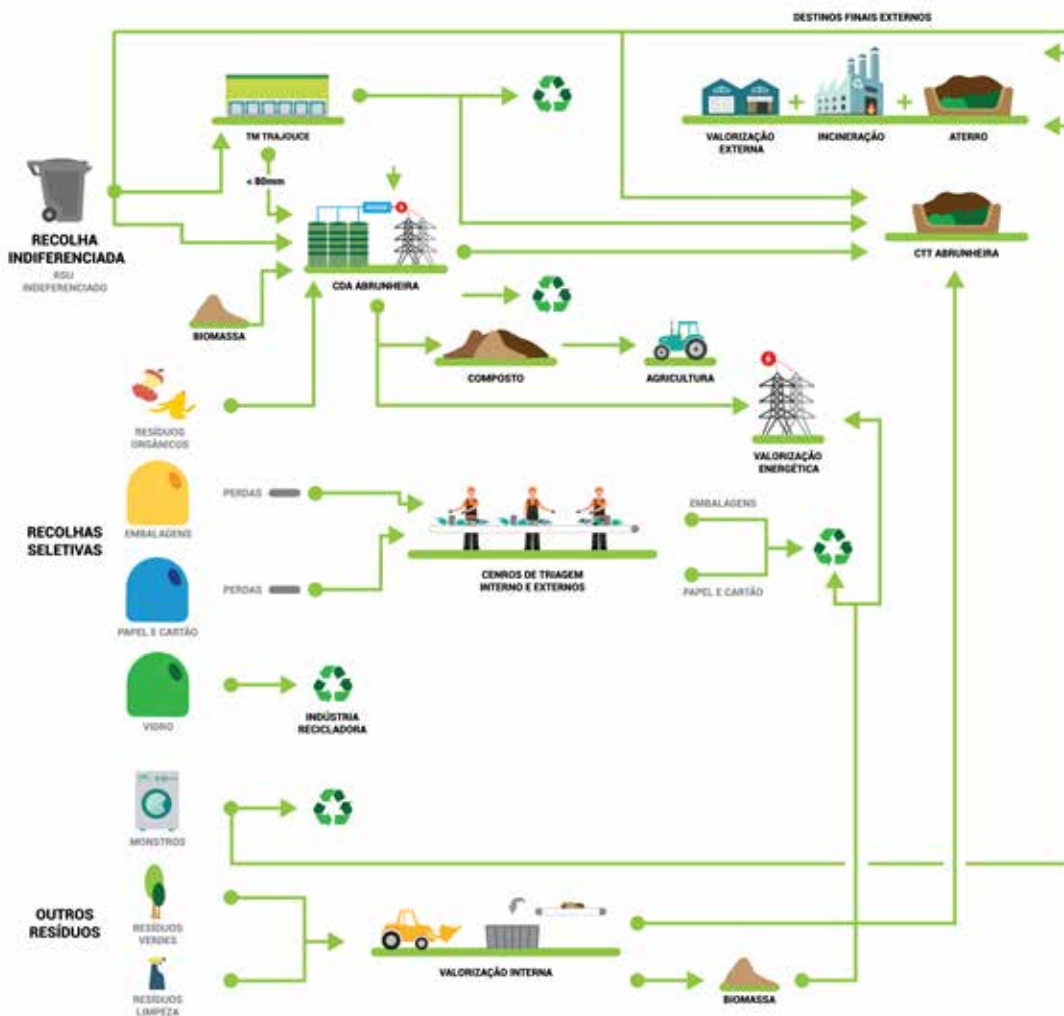 DESTINOS FINAIS EXTERNOS
TM TRAJOUCE
VALORIZAÇÃO
EXTERNA
INCINERAÇÃO
ATERRO
< 80mm
RECOLHA
INDIFERENCIADA
RSU
INDEFERENCIADO
CDA ABRUNHEIRA
CTT ABRUNHEIRA
BIOMASSA
COMPOSTO
AGRICULTURA
RESÍDUOS
ORGÂNICOS
VALORIZAÇÃO
ENERGÉTICA
RECOLHAS
SELETIVAS
EMBALAGENS
PERDAS
EMBALAGENS
CENROS DE TRIAGEM
INTERNO E EXTERNOS
PERDAS
PAPEL E CARTÃO
PAPEL E CARTÃO
VIDRO
INDÚSTRIA
RECICLADORA
MONSTROS
OUTROS
RESÍDUOS
RESÍDUOS
VERDES
VALORIZAÇÃO INTERNA
RESÍDUOS
LIMPEZA
BIOMASSA